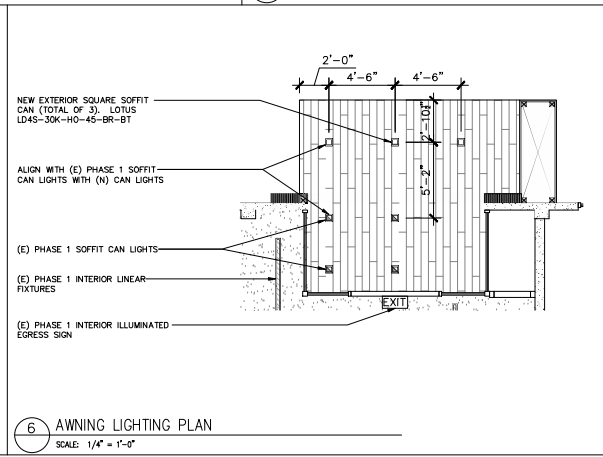 2'-0"
4'-6"
4'-6"
NEW EXTERIOR SQUARE SOFFIT
CAN (TOTAL OF 3). LOTUS
LD4S-30K-HO-45-BR-BT
2'-10½"
ALIGN WITH (E) PHASE 1 SOFFIT
CAN LIGHTS WITH (N) CAN LIGHTS
5'-2"
(E) PHASE 1 SOFFIT CAN LIGHTS
(E) PHASE 1 INTERIOR LINEAR
FIXTURES
(E) PHASE 1 INTERIOR ILLUMINATED
EGRESS SIGN
EXIT
6
AWNING LIGHTING PLAN
SCALE: 1/4" = 1'-0"